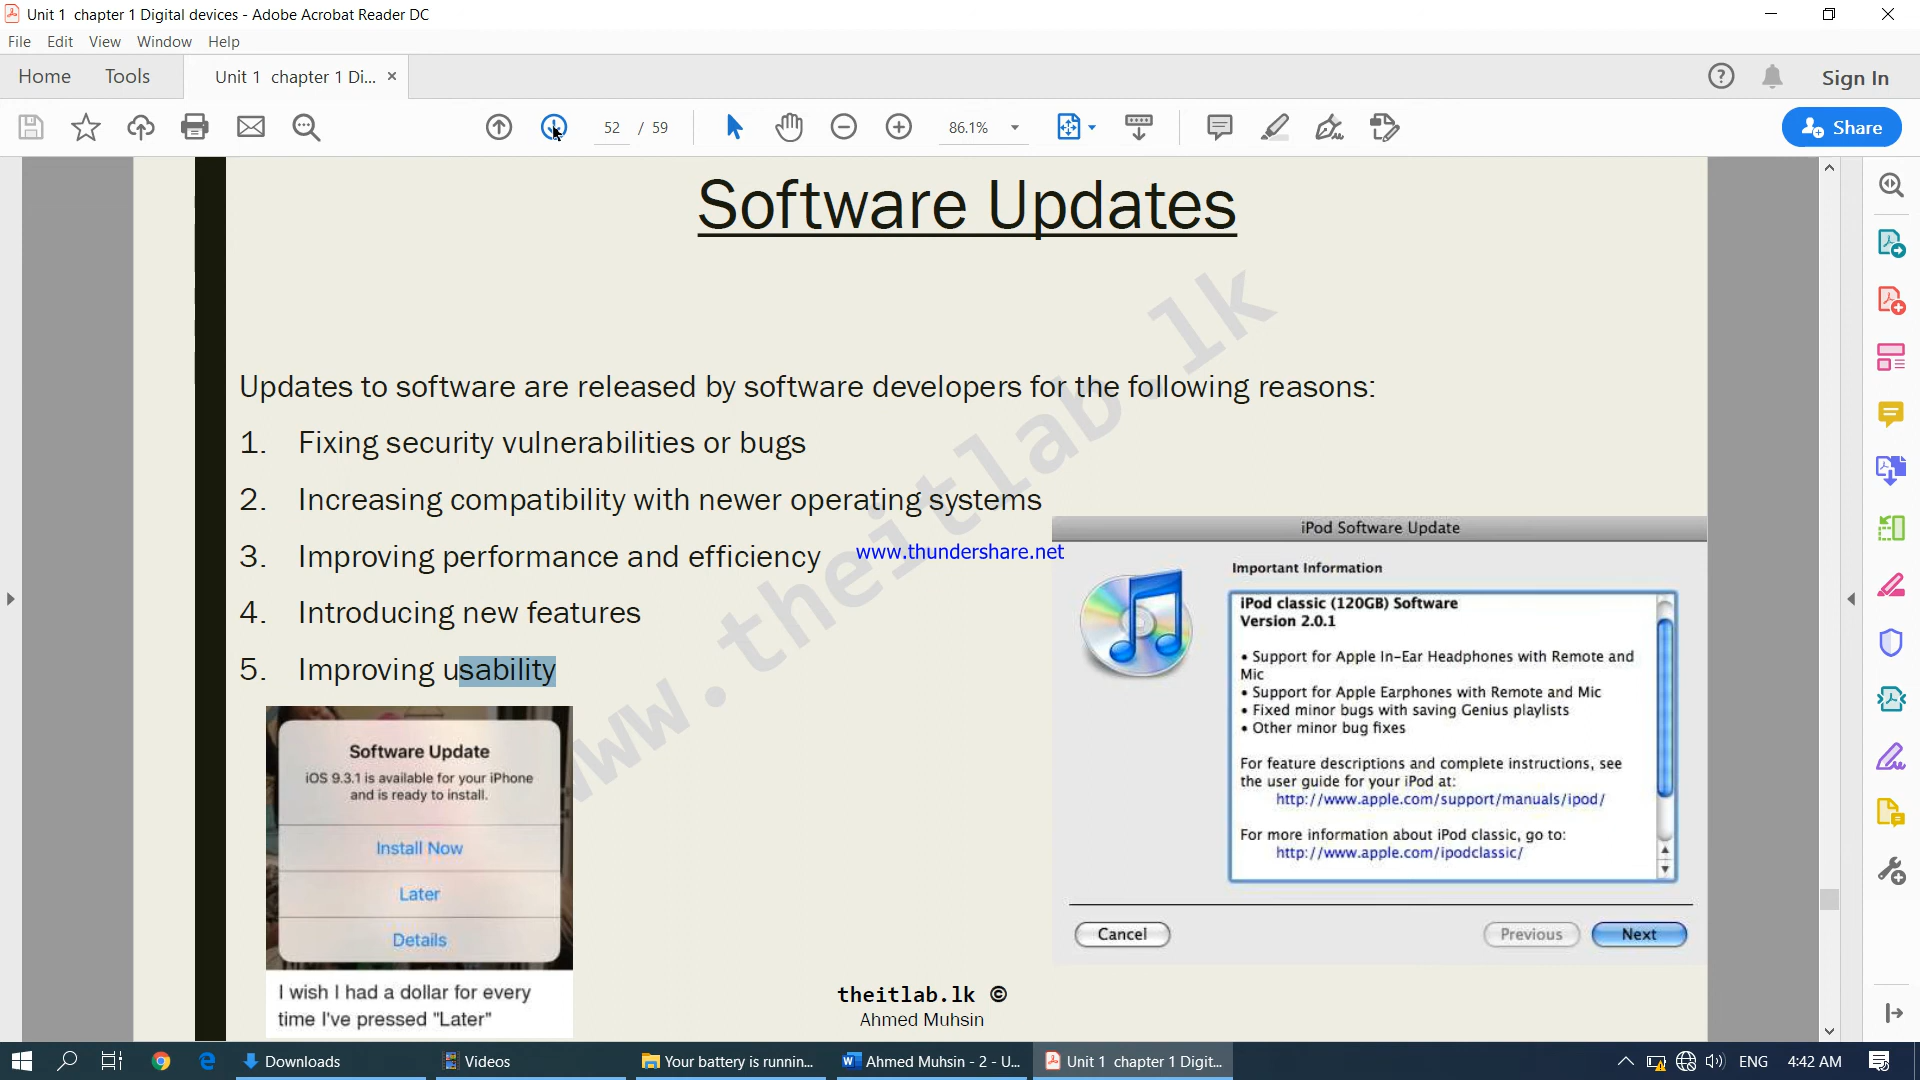 Unit 1 chapter 1 Digital devices - Adobe Acrobat Reader DC
File Edit View Window Help
Home Tools Unit 1 chapter 1 Di... × Sign In
52 / 59 86.1% Share
Software Updates
Updates to software are released by software developers for the following reasons:
1. Fixing security vulnerabilities or bugs
2. Increasing compatibility with newer operating systems
3. Improving performance and efficiency
4. Introducing new features
5. Improving usability
www.theitlab.lk
www.thundershare.net
Software Update
iOS 9.3.1 is available for your iPhone
and is ready to install.
Install Now
Later
Details
I wish I had a dollar for every
time I've pressed "Later"
iPod Software Update
Important Information
iPod classic (120GB) Software
Version 2.0.1
• Support for Apple In-Ear Headphones with Remote and
Mic
• Support for Apple Earphones with Remote and Mic
• Fixed minor bugs with saving Genius playlists
• Other minor bug fixes
For feature descriptions and complete instructions, see
the user guide for your iPod at:
http://www.apple.com/support/manuals/ipod/
For more information about iPod classic, go to:
http://www.apple.com/ipodclassic/
Cancel Previous Next
theitlab.lk ©
Ahmed Muhsin
Downloads Videos Your battery is runnin... Ahmed Muhsin - 2 - U... Unit 1 chapter 1 Digit... ENG 4:42 AM